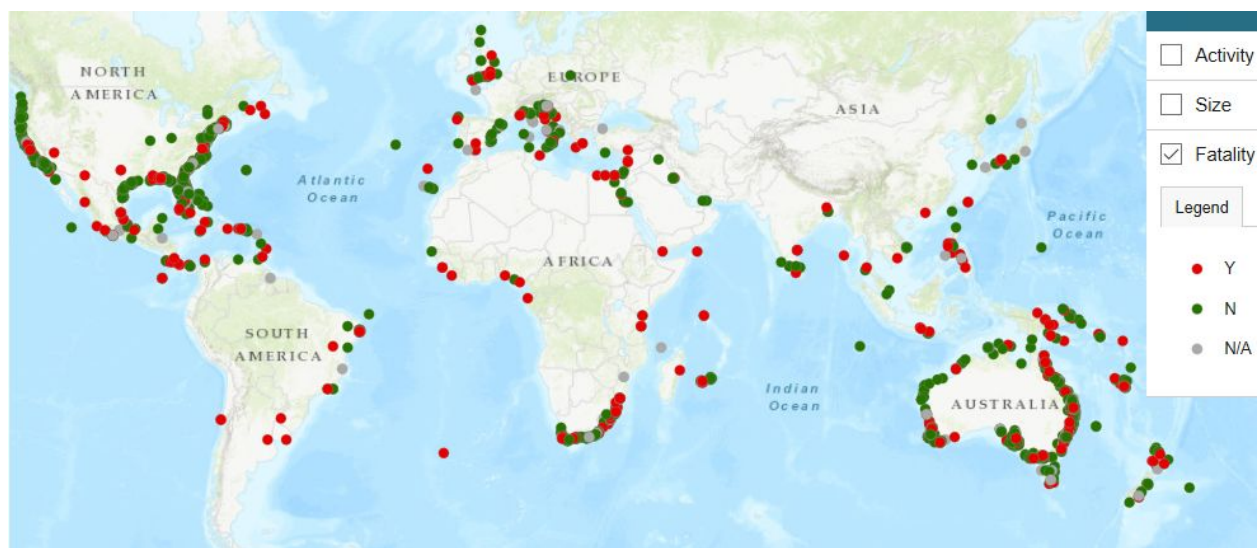 NORTH
AMERICA
EUROPE
ASIA
Atlantic
Ocean
Pacific
Ocean
AFRICA
SOUTH
AMERICA
Indian
Ocean
AUSTRALIA
Activity
Size
Fatality
Legend
Y
N
N/A